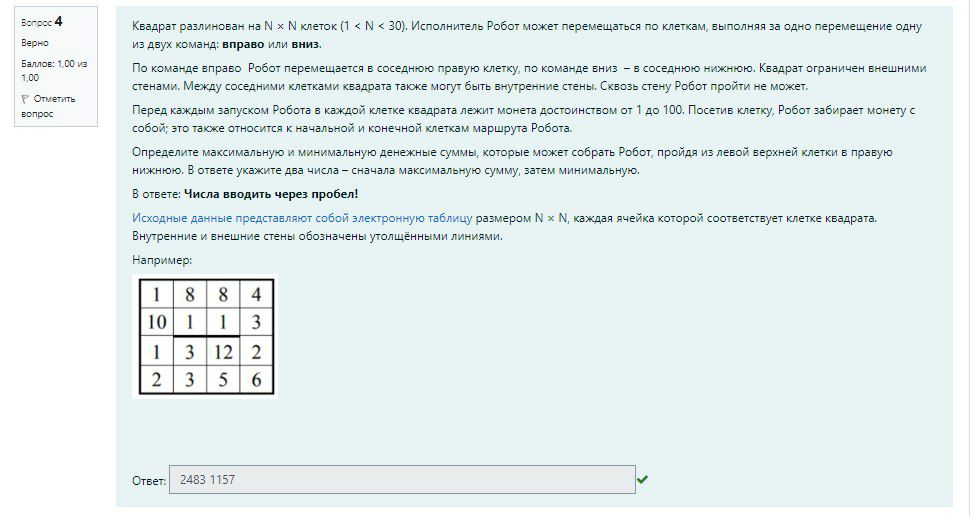 Вопрос 4
Верно
Баллов: 1,00 из
1,00
Отметить
вопрос
Квадрат разлинован на N × N клеток (1 < N < 30). Исполнитель Робот может перемещаться по клеткам, выполняя за одно перемещение одну
из двух команд: вправо или вниз.
По команде вправо Робот перемещается в соседнюю правую клетку, по команде вниз – в соседнюю нижнюю. Квадрат ограничен внешними
стенами. Между соседними клетками квадрата также могут быть внутренние стены. Сквозь стену Робот пройти не может.
Перед каждым запуском Робота в каждой клетке квадрата лежит монета достоинством от 1 до 100. Посетив клетку, Робот забирает монету с
собой; это также относится к начальной и конечной клеткам маршрута Робота.
Определите максимальную и минимальную денежные суммы, которые может собрать Робот, пройдя из левой верхней клетки в правую
нижнюю. В ответе укажите два числа – сначала максимальную сумму, затем минимальную.
В ответе: Числа вводить через пробел!
Исходные данные представляют собой электронную таблицу размером N × N, каждая ячейка которой соответствует клетке квадрата.
Внутренние и внешние стены обозначены утолщёнными линиями.
Например:
1 8 8 4
10 1 1 3
1 3 12 2
2 3 5 6
Ответ: 2483 1157